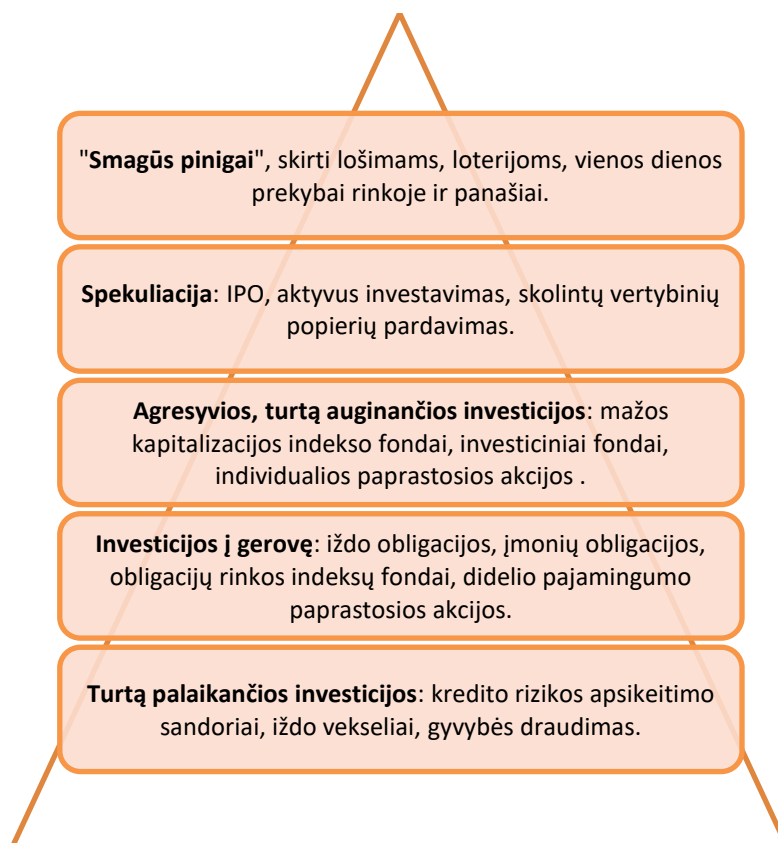 "Smagūs pinigai", skirti lošimams, loterijoms, vienos dienos
prekybai rinkoje ir panašiai.
Spekuliacija: IPO, aktyvus investavimas, skolintų vertybinių
popierių pardavimas.
Agresyvios, turtą auginančios investicijos: mažos
kapitalizacijos indekso fondai, investiciniai fondai,
individualios paprastosios akcijos .
Investicijos į gerovę: iždo obligacijos, įmonių obligacijos,
obligacijų rinkos indeksų fondai, didelio pajamingumo
paprastosios akcijos.
Turtą palaikančios investicijos: kredito rizikos apsikeitimo
sandoriai, iždo vekseliai, gyvybės draudimas.